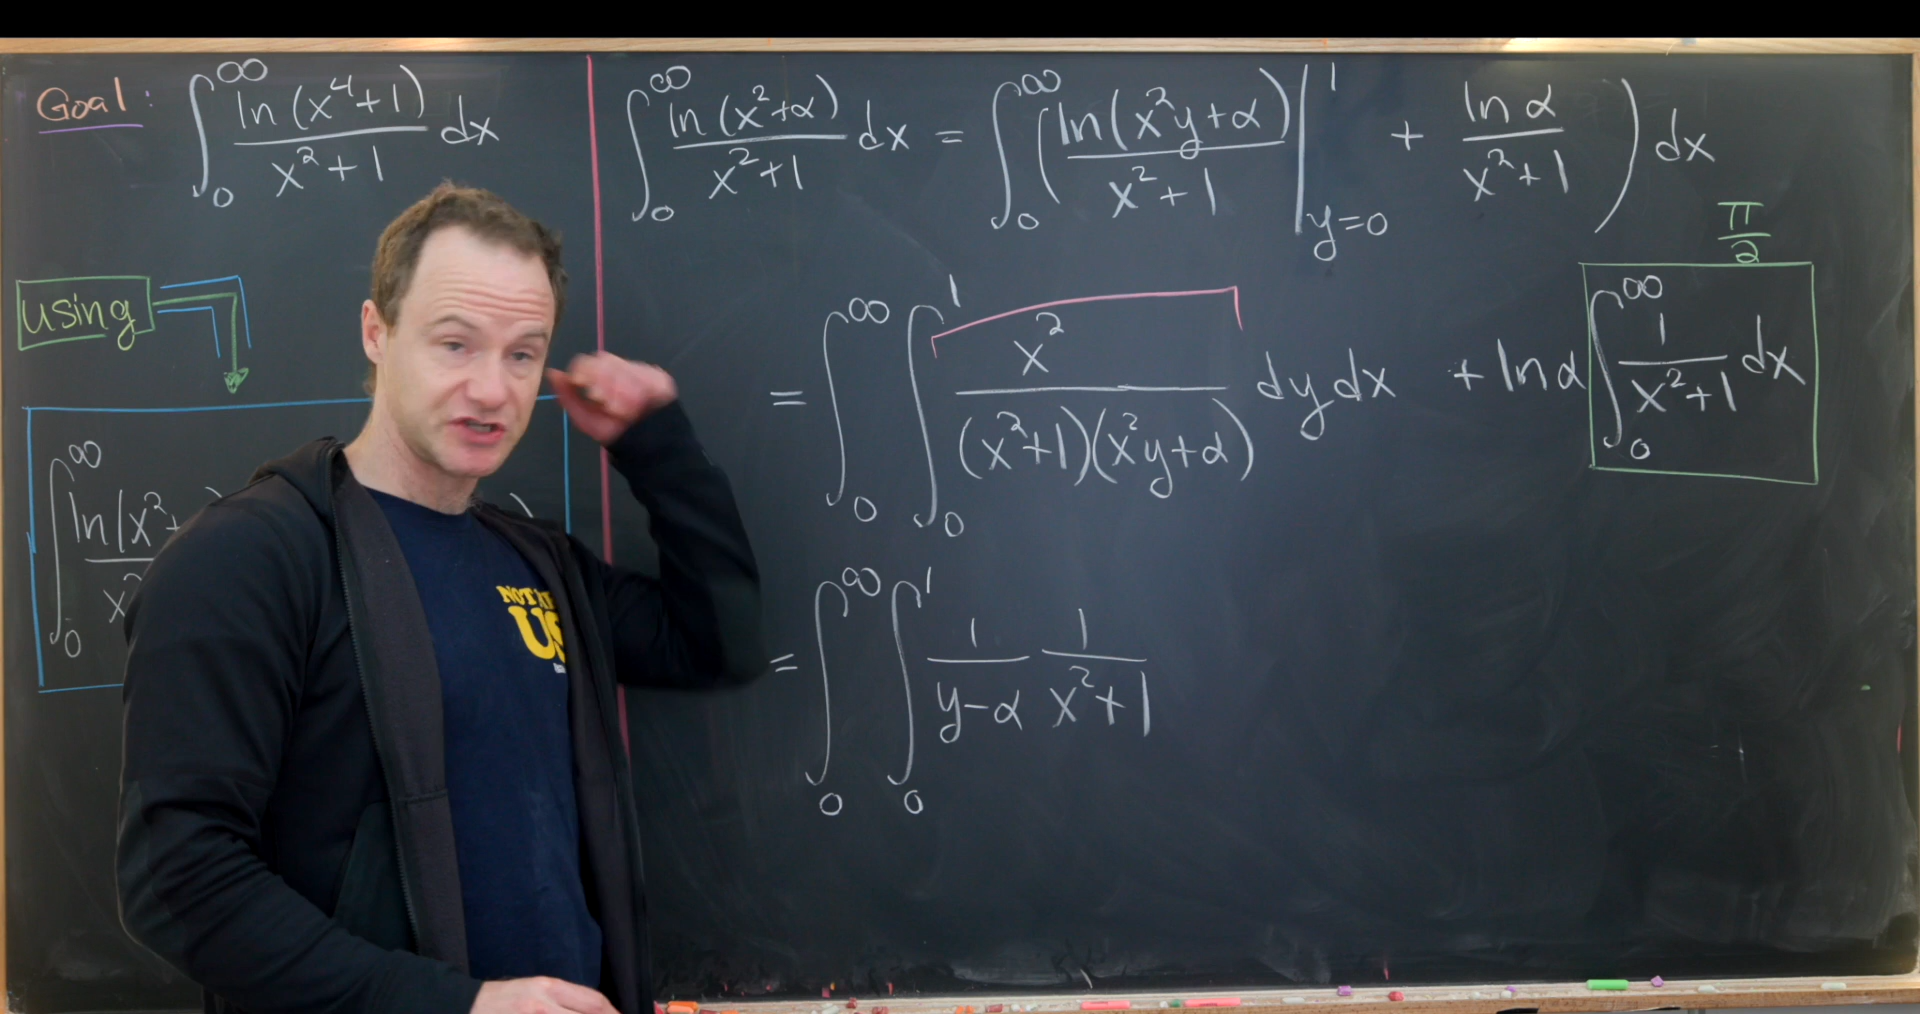 Goal: ∫₀^∞ ln(x⁴+1)/(x²+1) dx
using
∫₀^∞ ln(x²+
x²
∫₀^∞ ln(x²+α)/(x²+1) dx = ∫₀^∞ ( ln(x²y+α)/(x²+1) |_{y=0}^{1} + ln α/(x²+1) ) dx
π/2
= ∫₀^∞ ∫₀^1 x²/((x²+1)(x²y+α)) dy dx + ln α ∫₀^∞ 1/(x²+1) dx
= ∫₀^∞ ∫₀^1 1/(y-α) 1/(x²+1)